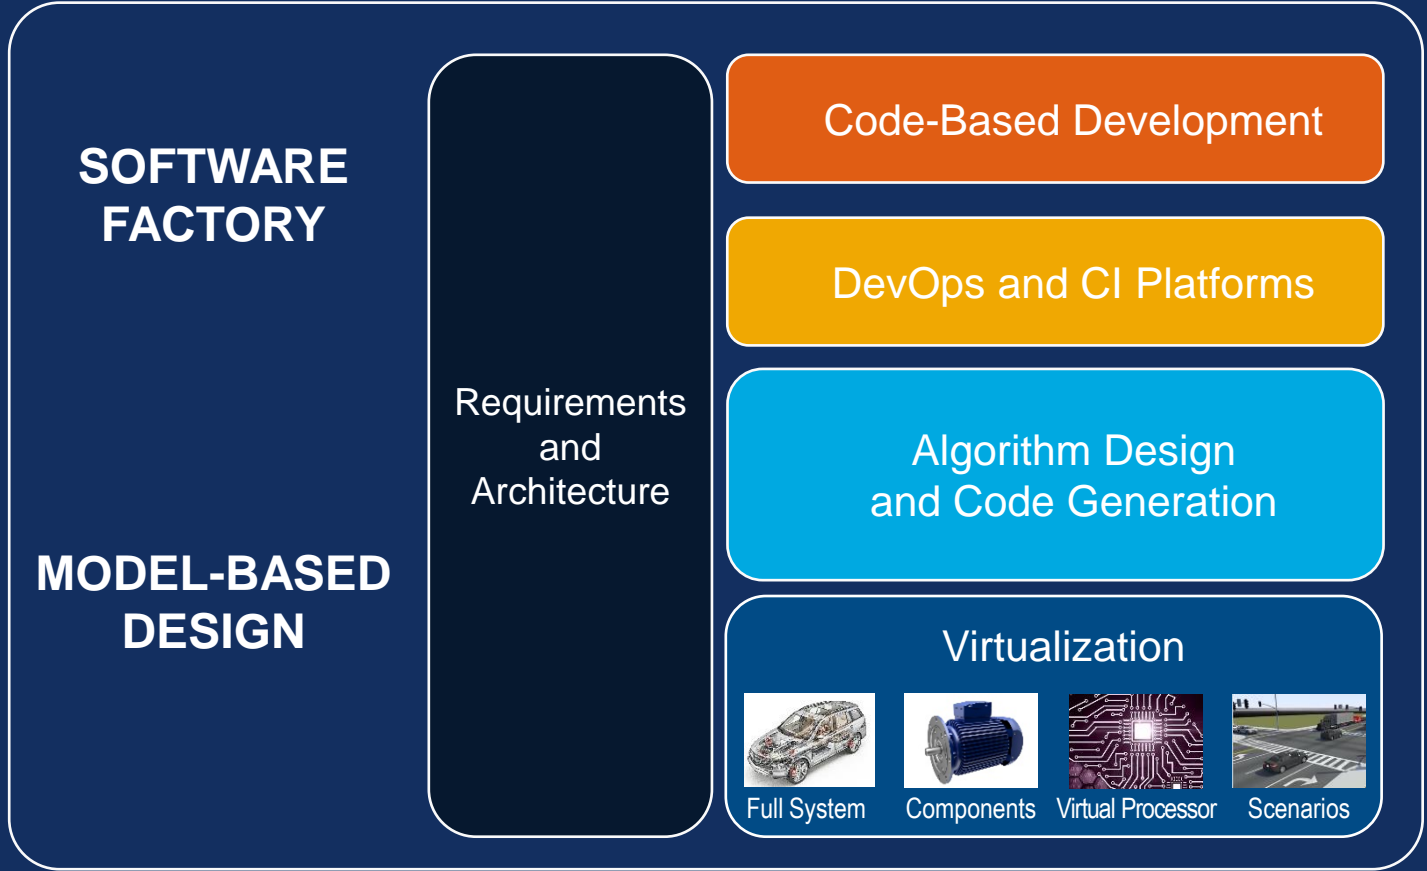 SOFTWARE
FACTORY
MODEL-BASED
DESIGN
Requirements
and
Architecture
Code-Based Development
DevOps and CI Platforms
Algorithm Design
and Code Generation
Virtualization
Full System
Components
Virtual Processor
Scenarios